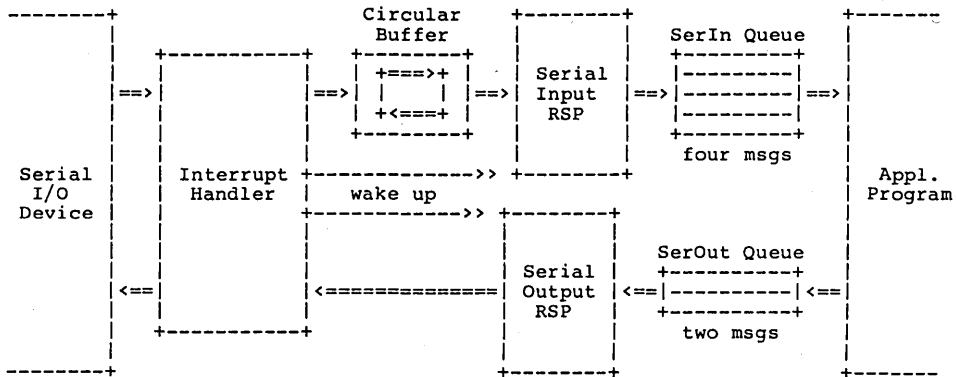 Circular
Buffer
SerIn Queue
Serial
Input
RSP
four msgs
Serial
I/O
Device
Interrupt
Handler
wake up
Appl.
Program
SerOut Queue
Serial
Output
RSP
two msgs